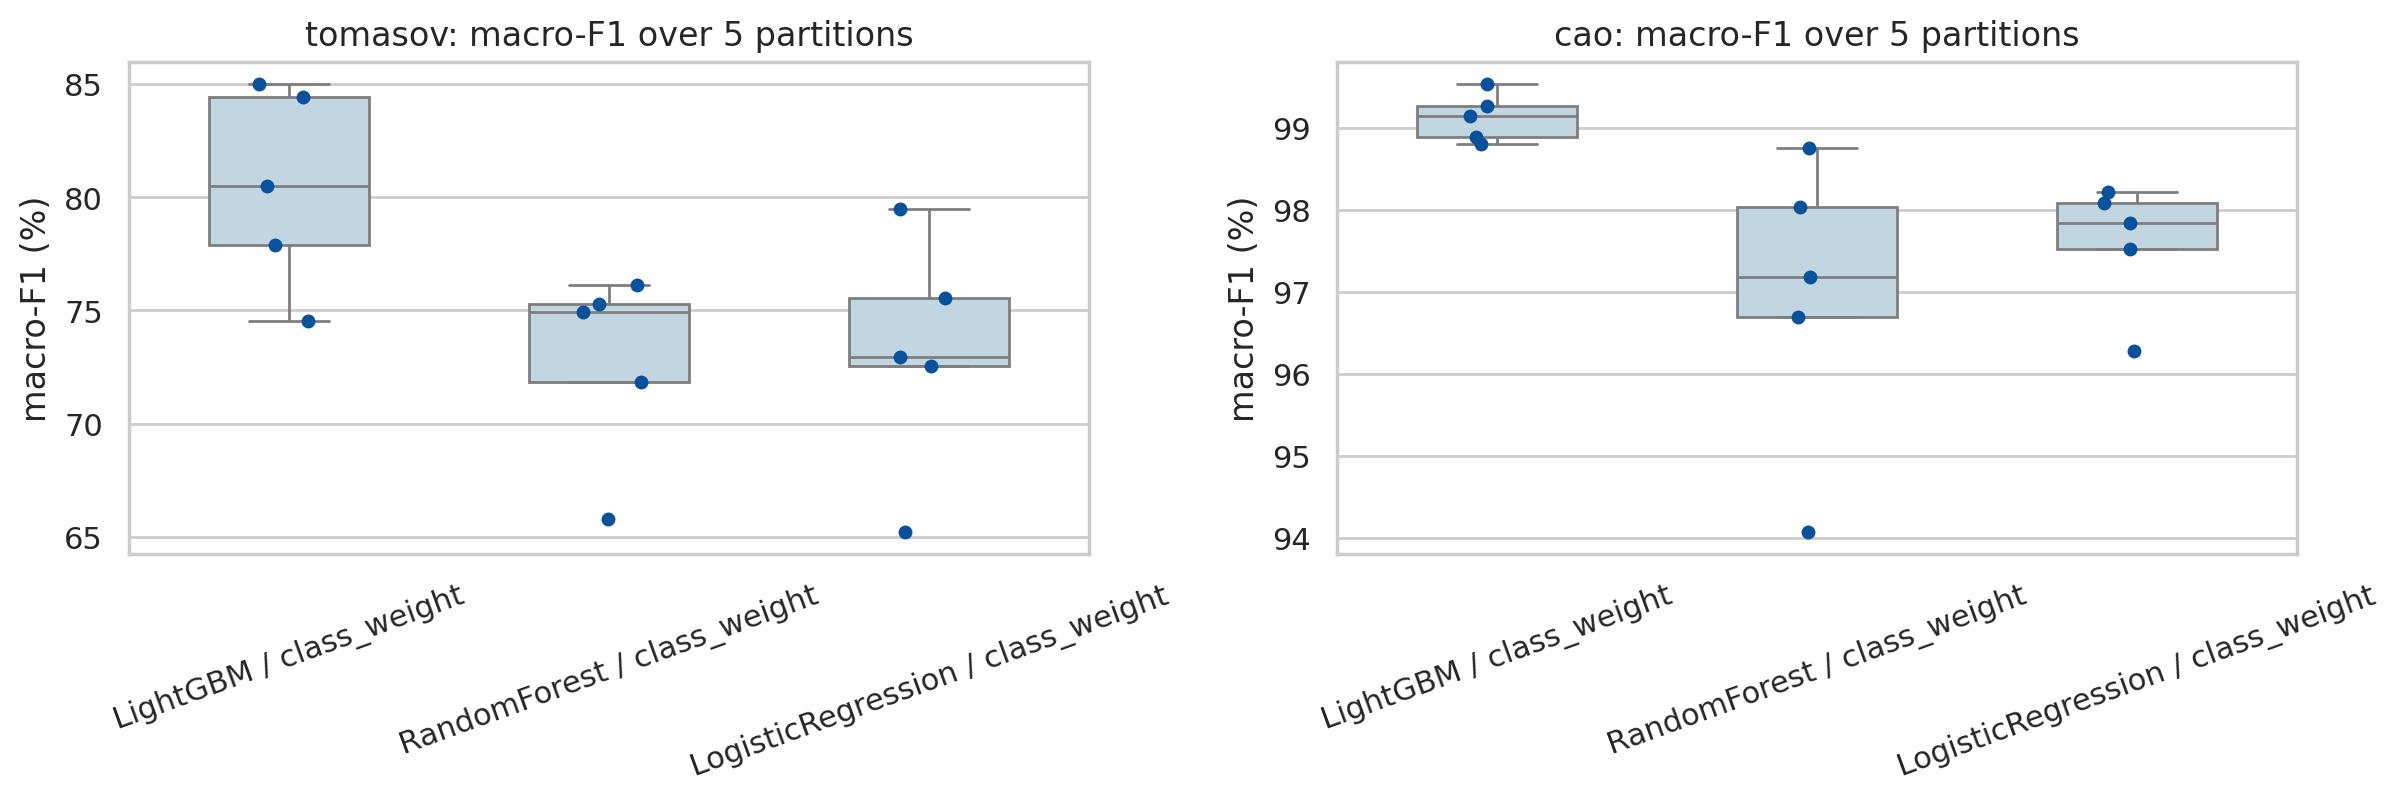 tomasov: macro-F1 over 5 partitions
macro-F1 (%)
85
80
75
70
65
LightGBM / class_weight
RandomForest / class_weight
LogisticRegression / class_weight
cao: macro-F1 over 5 partitions
macro-F1 (%)
99
98
97
96
95
94
LightGBM / class_weight
RandomForest / class_weight
LogisticRegression / class_weight